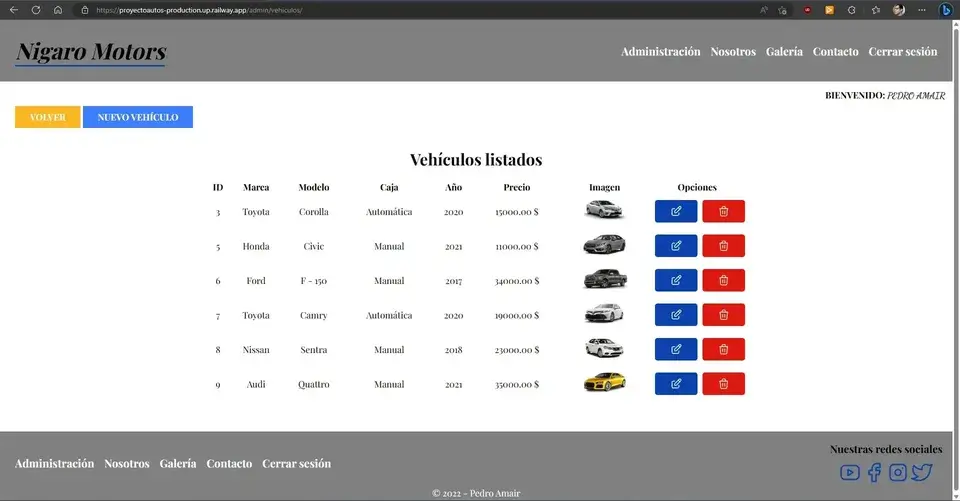 https://proyectoautos-production.up.railway.app/admin/vehiculos/
Nigaro Motors
Administración Nosotros Galería Contacto Cerrar sesión
BIENVENIDO: PEDRO AMAIR
VOLVER NUEVO VEHÍCULO
Vehículos listados
ID Marca Modelo Caja Año Precio Imagen Opciones
3 Toyota Corolla Automática 2020 15000.00 $
5 Honda Civic Manual 2021 11000.00 $
6 Ford F - 150 Manual 2017 34000.00 $
7 Toyota Camry Automática 2020 19000.00 $
8 Nissan Sentra Manual 2018 23000.00 $
9 Audi Quattro Manual 2021 35000.00 $
Administración Nosotros Galería Contacto Cerrar sesión
Nuestras redes sociales
© 2022 - Pedro Amair